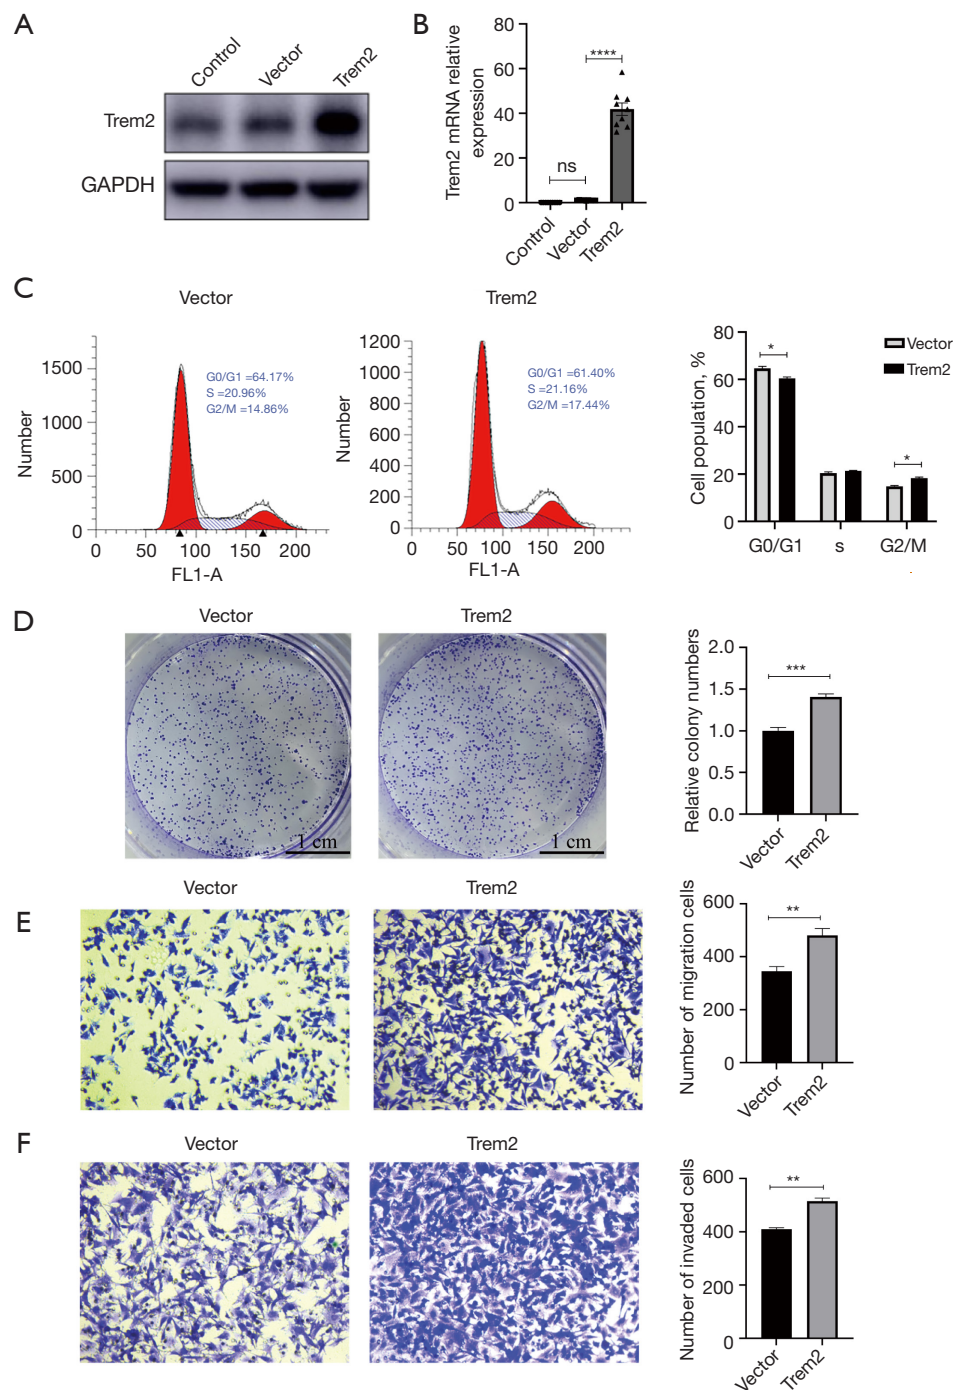 A
Control
Vector
Trem2
Trem2
GAPDH
B
Trem2 mRNA relative
expression
80
60
40
20
0
ns
****
Control
Vector
Trem2
C
Vector
Number
1500
1000
500
0
G0/G1 =64.17%
S =20.96%
G2/M =14.86%
0 50 100 150 200
FL1-A
Trem2
Number
1200
1000
800
600
400
200
0
G0/G1 =61.40%
S =21.16%
G2/M =17.44%
0 50 100 150 200
FL1-A
Cell population, %
80
60
40
20
0
*
*
Vector
Trem2
G0/G1 s G2/M
D
Vector
1 cm
Trem2
1 cm
Relative colony numbers
2.0
1.5
1.0
0.5
0.0
***
Vector
Trem2
E
Vector
Trem2
Number of migration cells
600
400
200
0
**
Vector
Trem2
F
Vector
Trem2
Number of invaded cells
600
400
200
0
**
Vector
Trem2